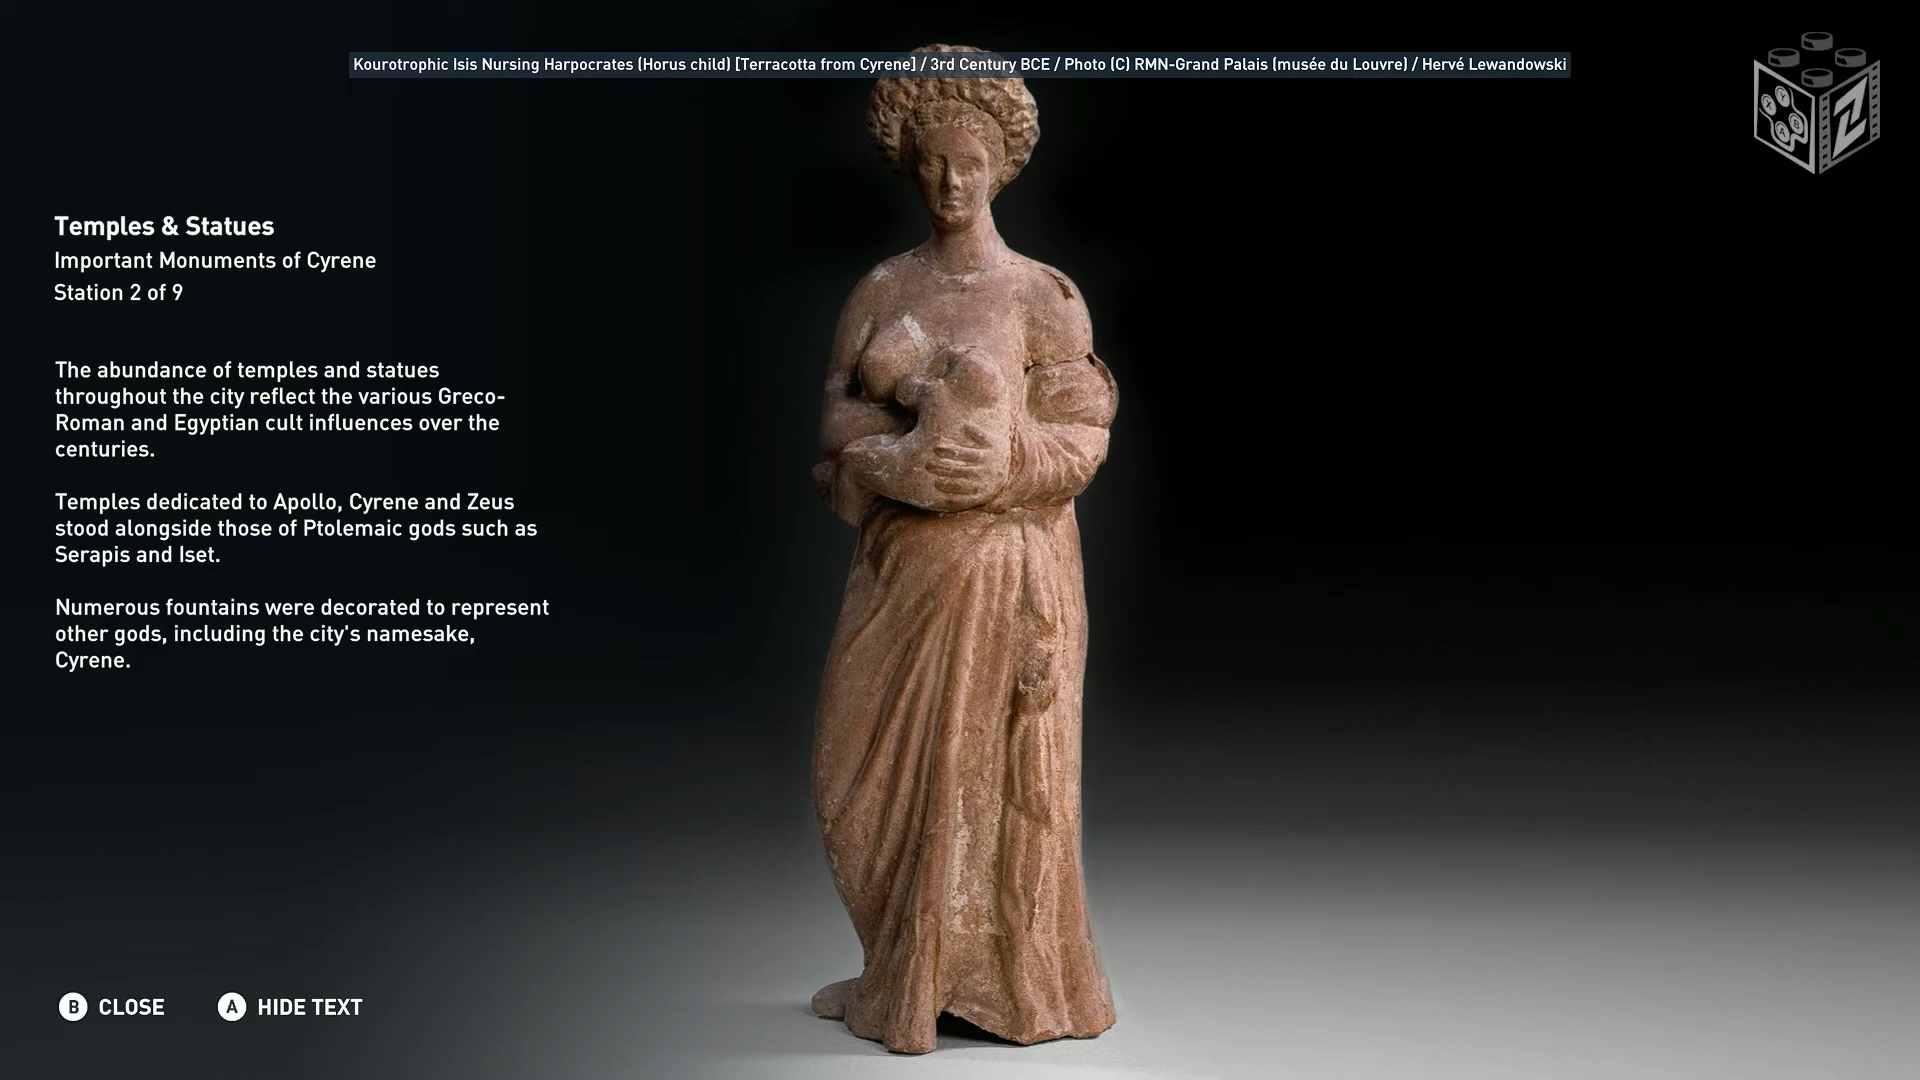 Kourotrophic Isis Nursing Harpocrates (Horus child) [Terracotta from Cyrene] / 3rd Century BCE / Photo (C) RMN-Grand Palais (musée du Louvre) / Hervé Lewandowski
X Y B A Z
Temples & Statues
Important Monuments of Cyrene
Station 2 of 9
The abundance of temples and statues
throughout the city reflect the various Greco-
Roman and Egyptian cult influences over the
centuries.
Temples dedicated to Apollo, Cyrene and Zeus
stood alongside those of Ptolemaic gods such as
Serapis and Iset.
Numerous fountains were decorated to represent
other gods, including the city's namesake,
Cyrene.
B CLOSE A HIDE TEXT